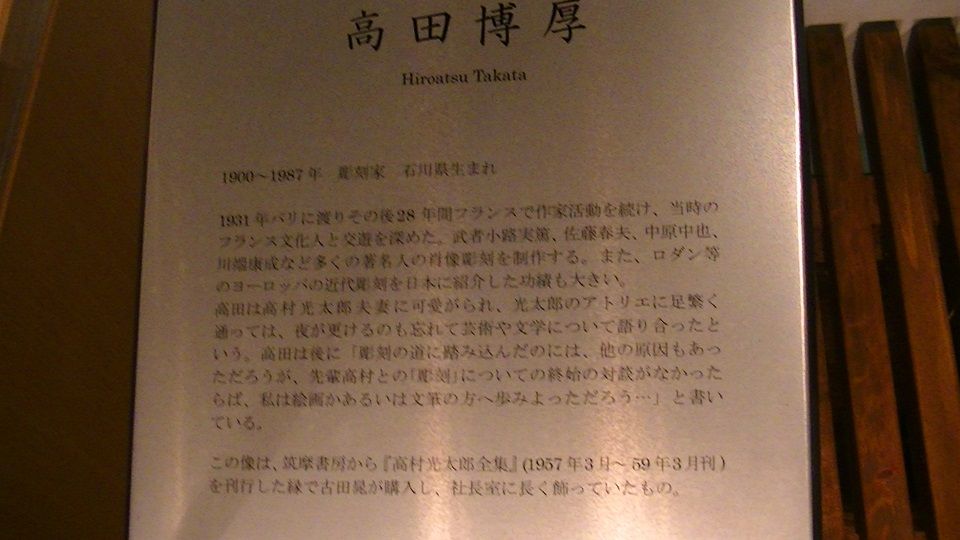 高田博厚
Hiroatsu Takata
1900～1987年　彫刻家　石川県生まれ
1931年パリに渡りその後28年間フランスで作家活動を続け、当時の
フランス文化人と交遊を深めた。武者小路実篤、佐藤春夫、中原中也、
川端康成など多くの著名人の肖像彫刻を制作する。また、ロダン等
のヨーロッパの近代彫刻を日本に紹介した功績も大きい。
高田は高村光太郎夫妻に可愛がられ、光太郎のアトリエに足繁く
通っては、夜が更けるのも忘れて芸術や文学について語り合ったと
いう。高田は後に「彫刻の道に踏み込んだのには、他の原因もあっ
ただろうが、先輩高村との「彫刻」についての終始の対談がなかった
らば、私は絵画かあるいは文筆の方へ歩みよっただろう…」と書い
ている。
この像は、筑摩書房から『高村光太郎全集』(1957年3月～59年3月刊)
を刊行した縁で古田晁が購入し、社長室に長く飾っていたもの。